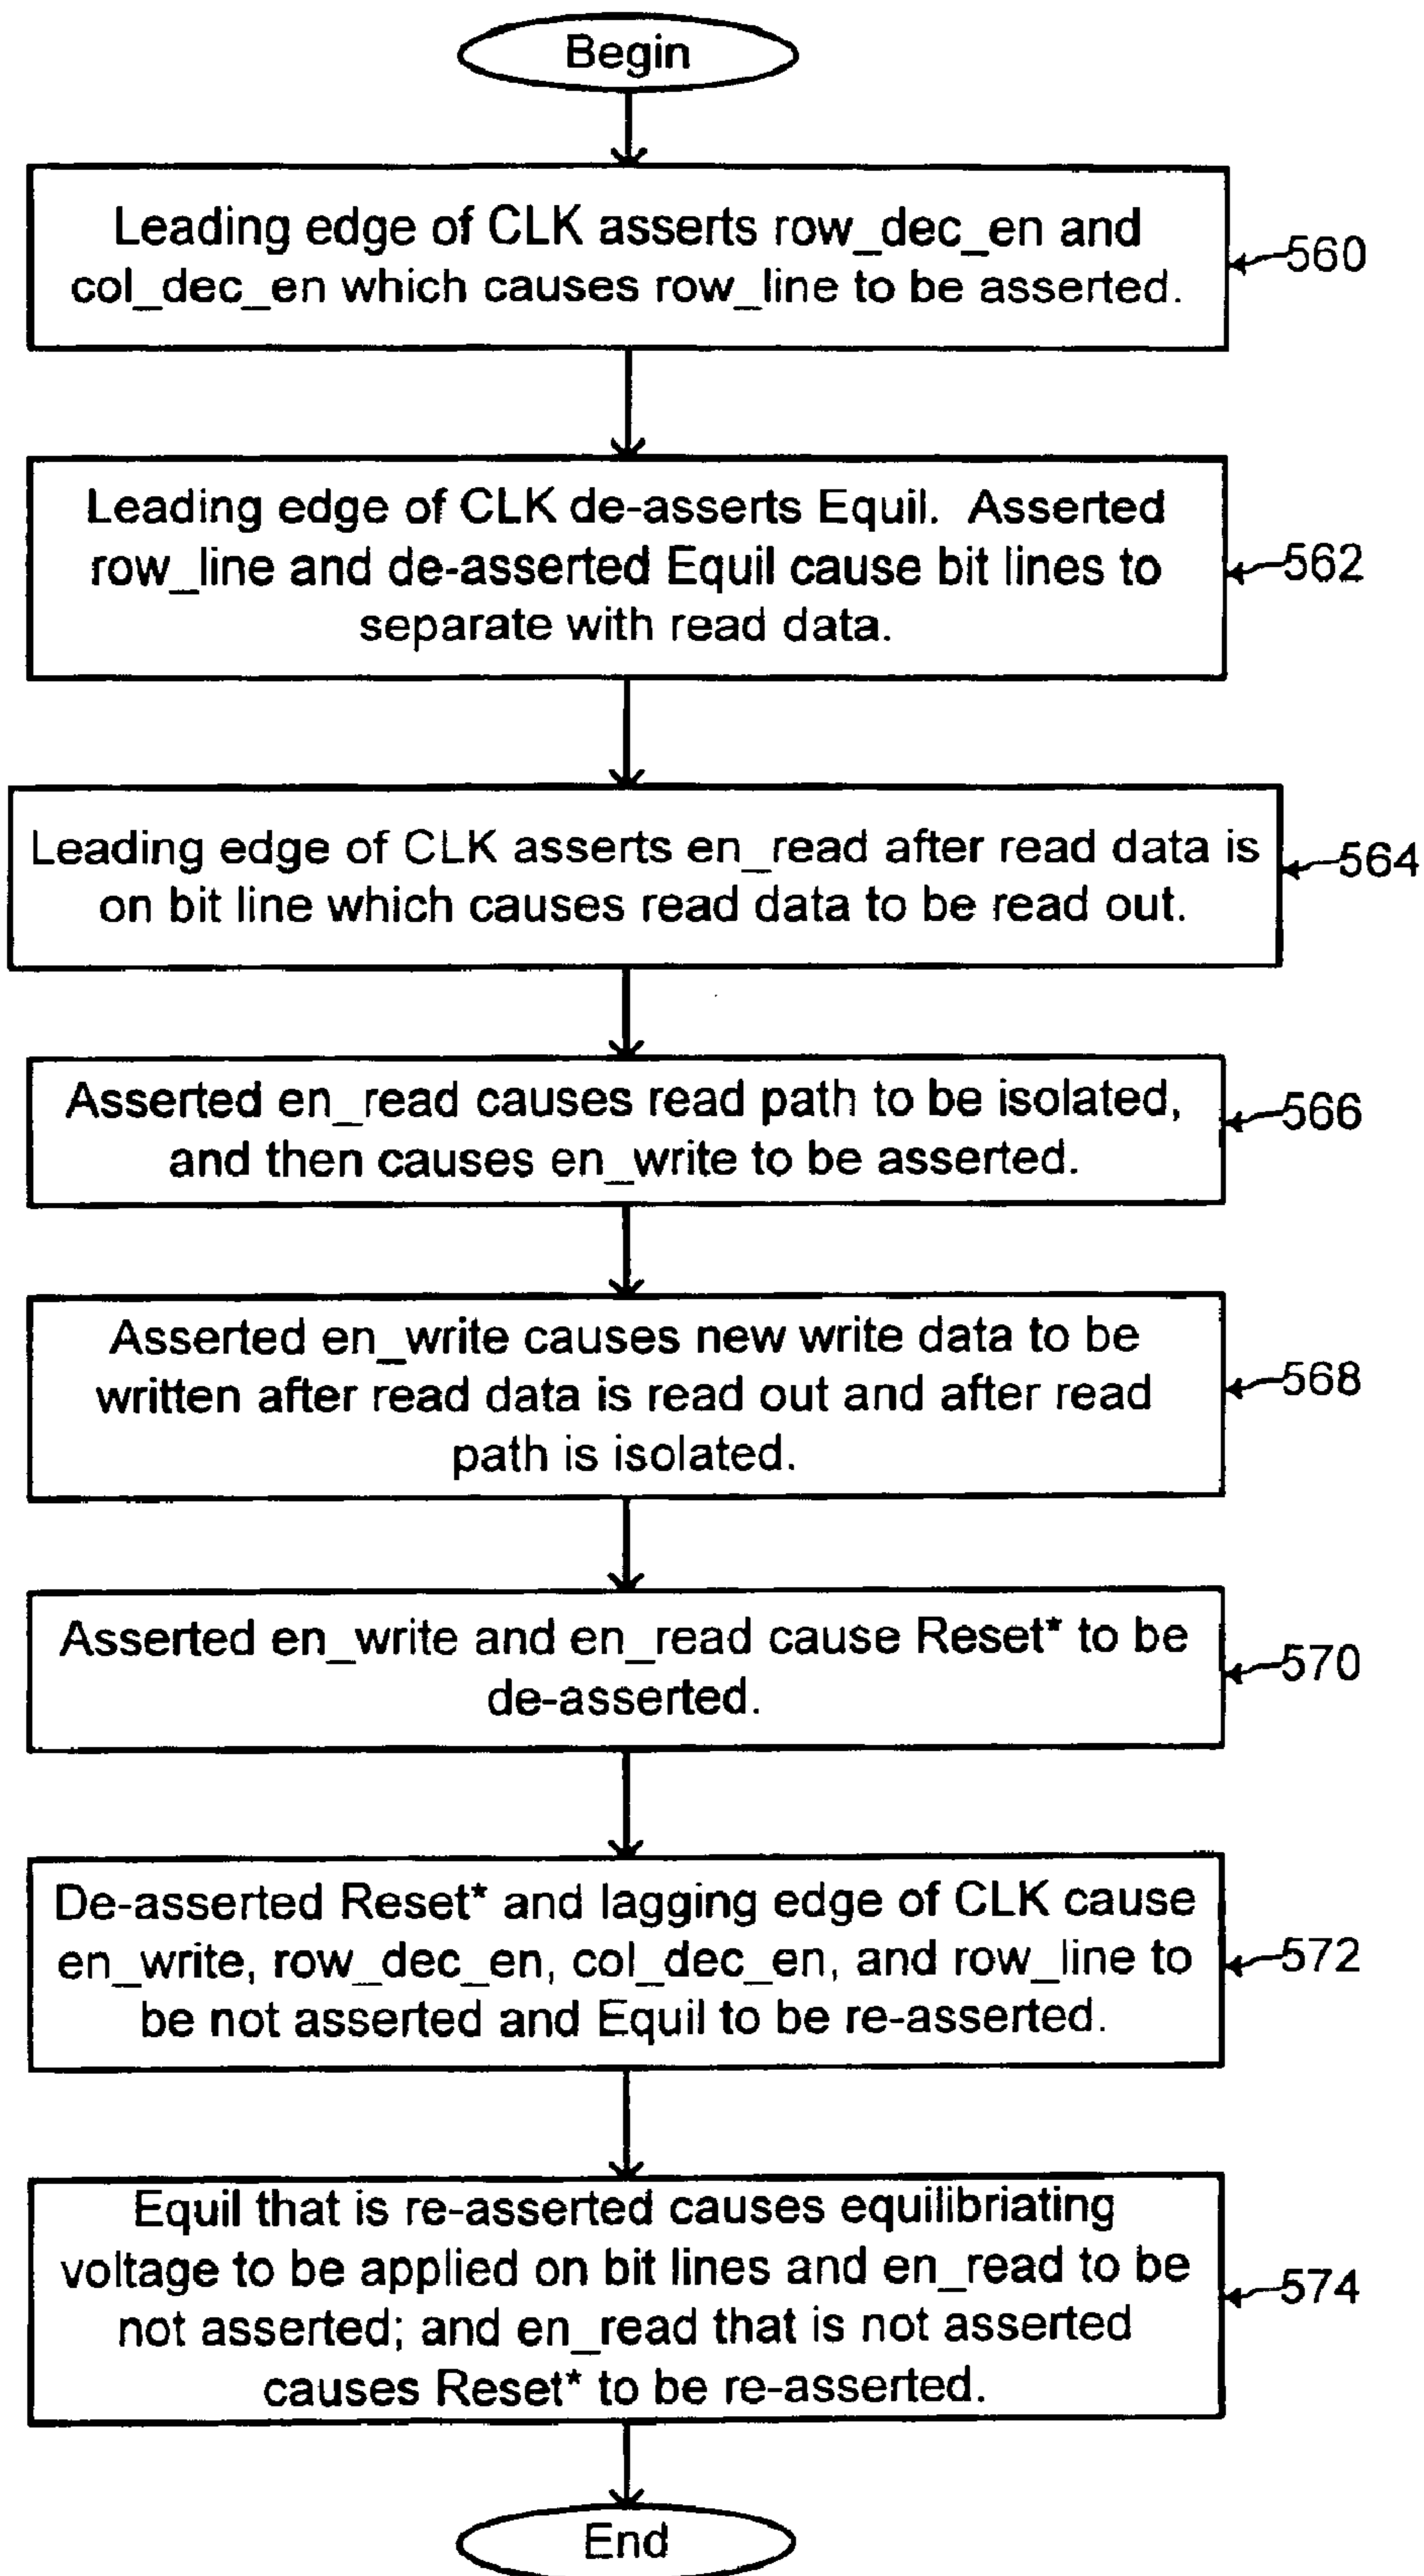 Begin
Leading edge of CLK asserts row_dec_en and
col_dec_en which causes row_line to be asserted.
560
Leading edge of CLK de-asserts Equil. Asserted
row_line and de-asserted Equil cause bit lines to
separate with read data.
562
Leading edge of CLK asserts en_read after read data is
on bit line which causes read data to be read out.
564
Asserted en_read causes read path to be isolated,
and then causes en_write to be asserted.
566
Asserted en_write causes new write data to be
written after read data is read out and after read
path is isolated.
568
Asserted en_write and en_read cause Reset* to be
de-asserted.
570
De-asserted Reset* and lagging edge of CLK cause
en_write, row_dec_en, col_dec_en, and row_line to
be not asserted and Equil to be re-asserted.
572
Equil that is re-asserted causes equilibriating
voltage to be applied on bit lines and en_read to be
not asserted; and en_read that is not asserted
causes Reset* to be re-asserted.
574
End